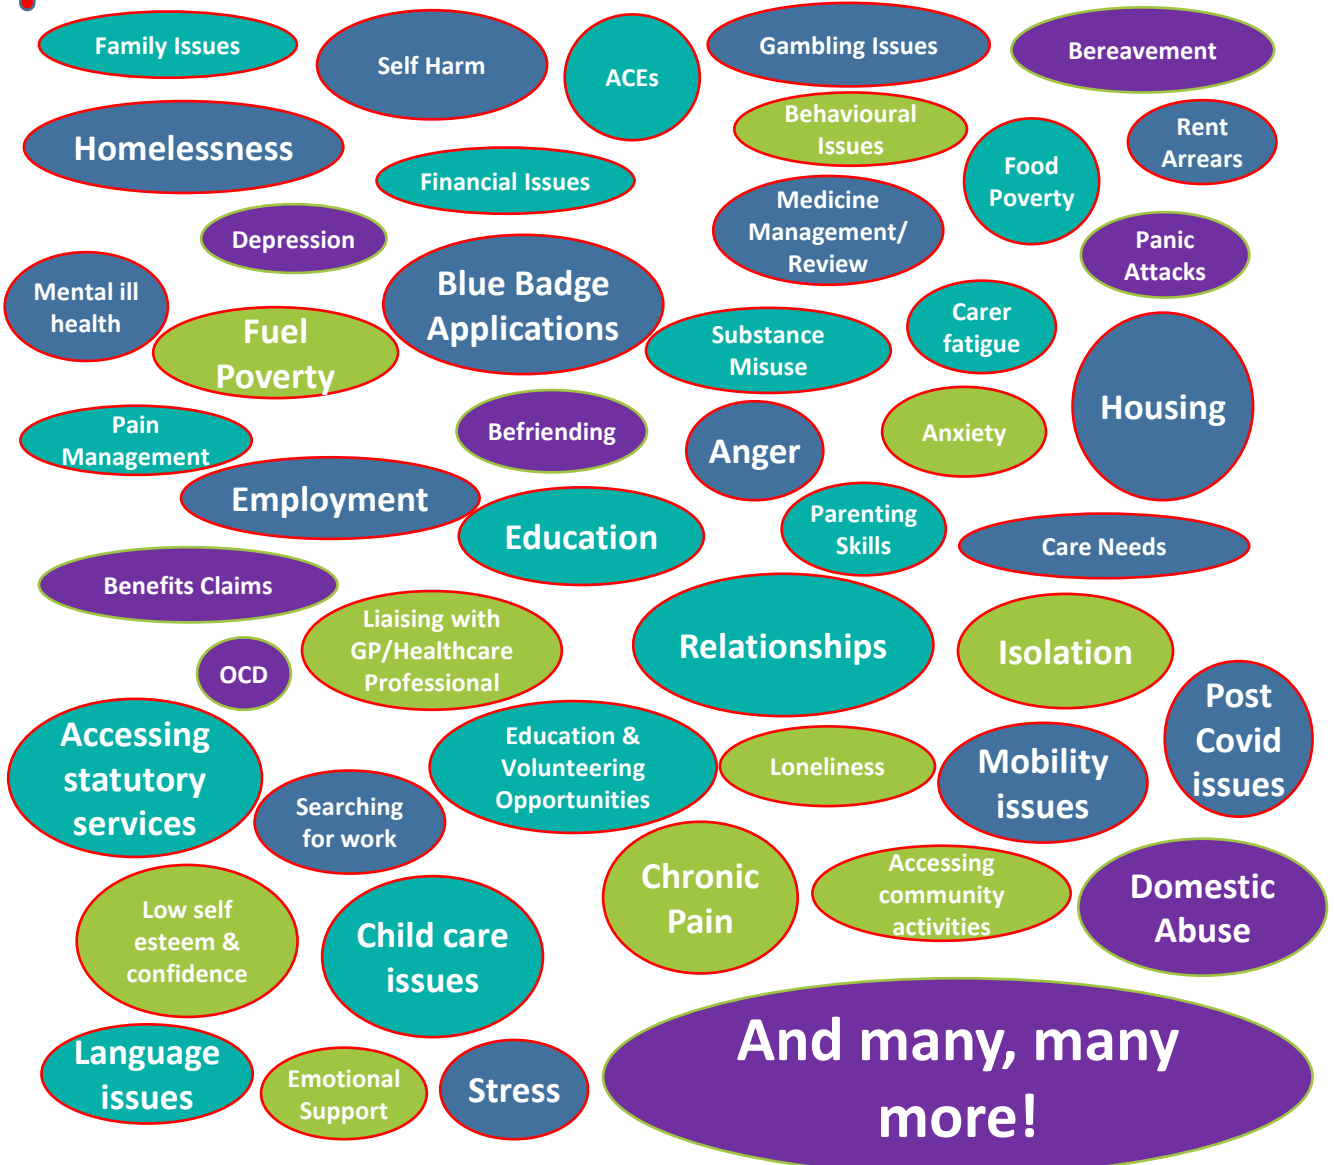 Family Issues
Self Harm
ACEs
Gambling Issues
Bereavement
Homelessness
Financial Issues
Behavioural
Issues
Food
Poverty
Rent
Arrears
Depression
Medicine
Management/
Review
Panic
Attacks
Mental ill
health
Fuel
Poverty
Blue Badge
Applications
Substance
Misuse
Carer
fatigue
Housing
Pain
Management
Befriending
Anger
Anxiety
Employment
Education
Parenting
Skills
Care Needs
Benefits Claims
Liaising with
GP/Healthcare
Professional
Relationships
Isolation
OCD
Post
Covid
issues
Accessing
statutory
services
Education &
Volunteering
Opportunities
Loneliness
Mobility
issues
Searching
for work
Chronic
Pain
Accessing
community
activities
Domestic
Abuse
Low self
esteem &
confidence
Child care
issues
And many, many
more!
Language
issues
Emotional
Support
Stress